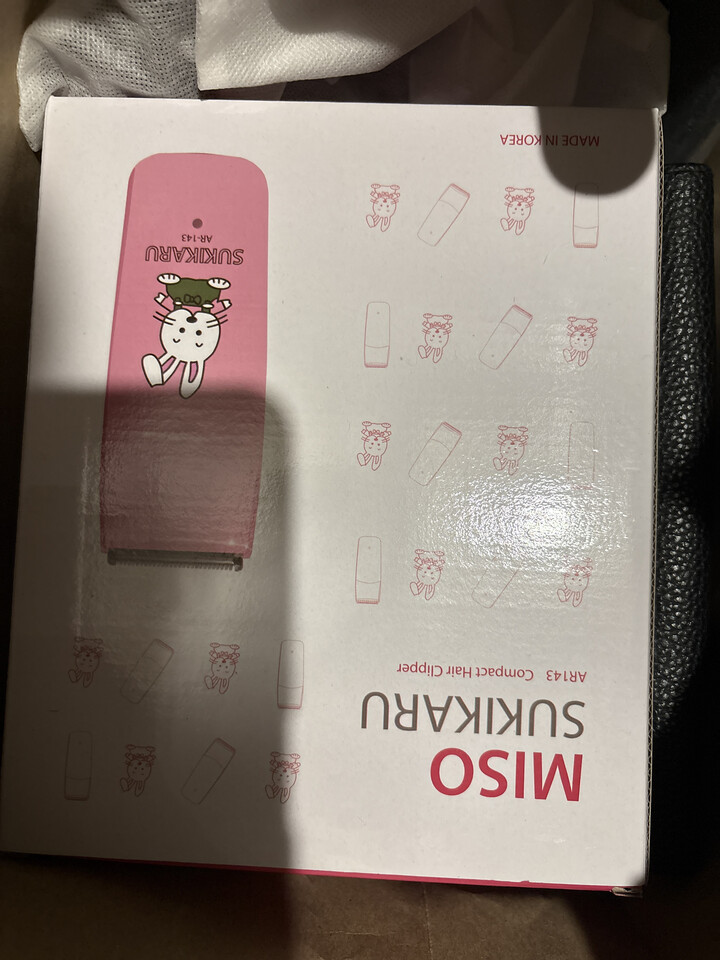 MISO
SUKIKARU
AR143 Compact Hair Clipper
SUKIKARU
AR-143
MADE IN KOREA